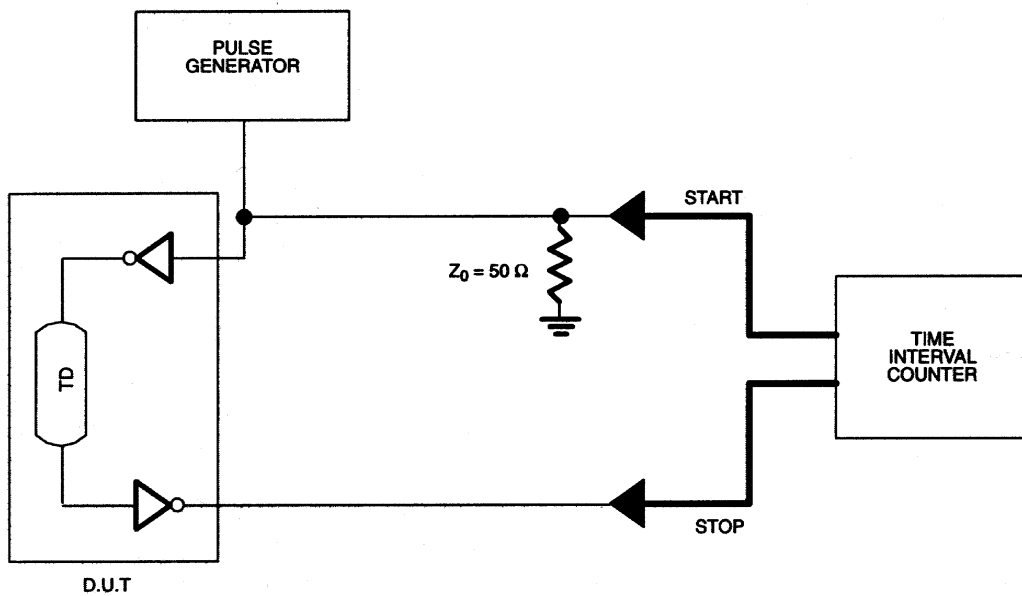 PULSE
GENERATOR
START
Z₀ = 50 Ω
TIME
INTERVAL
COUNTER
TD
STOP
D.U.T